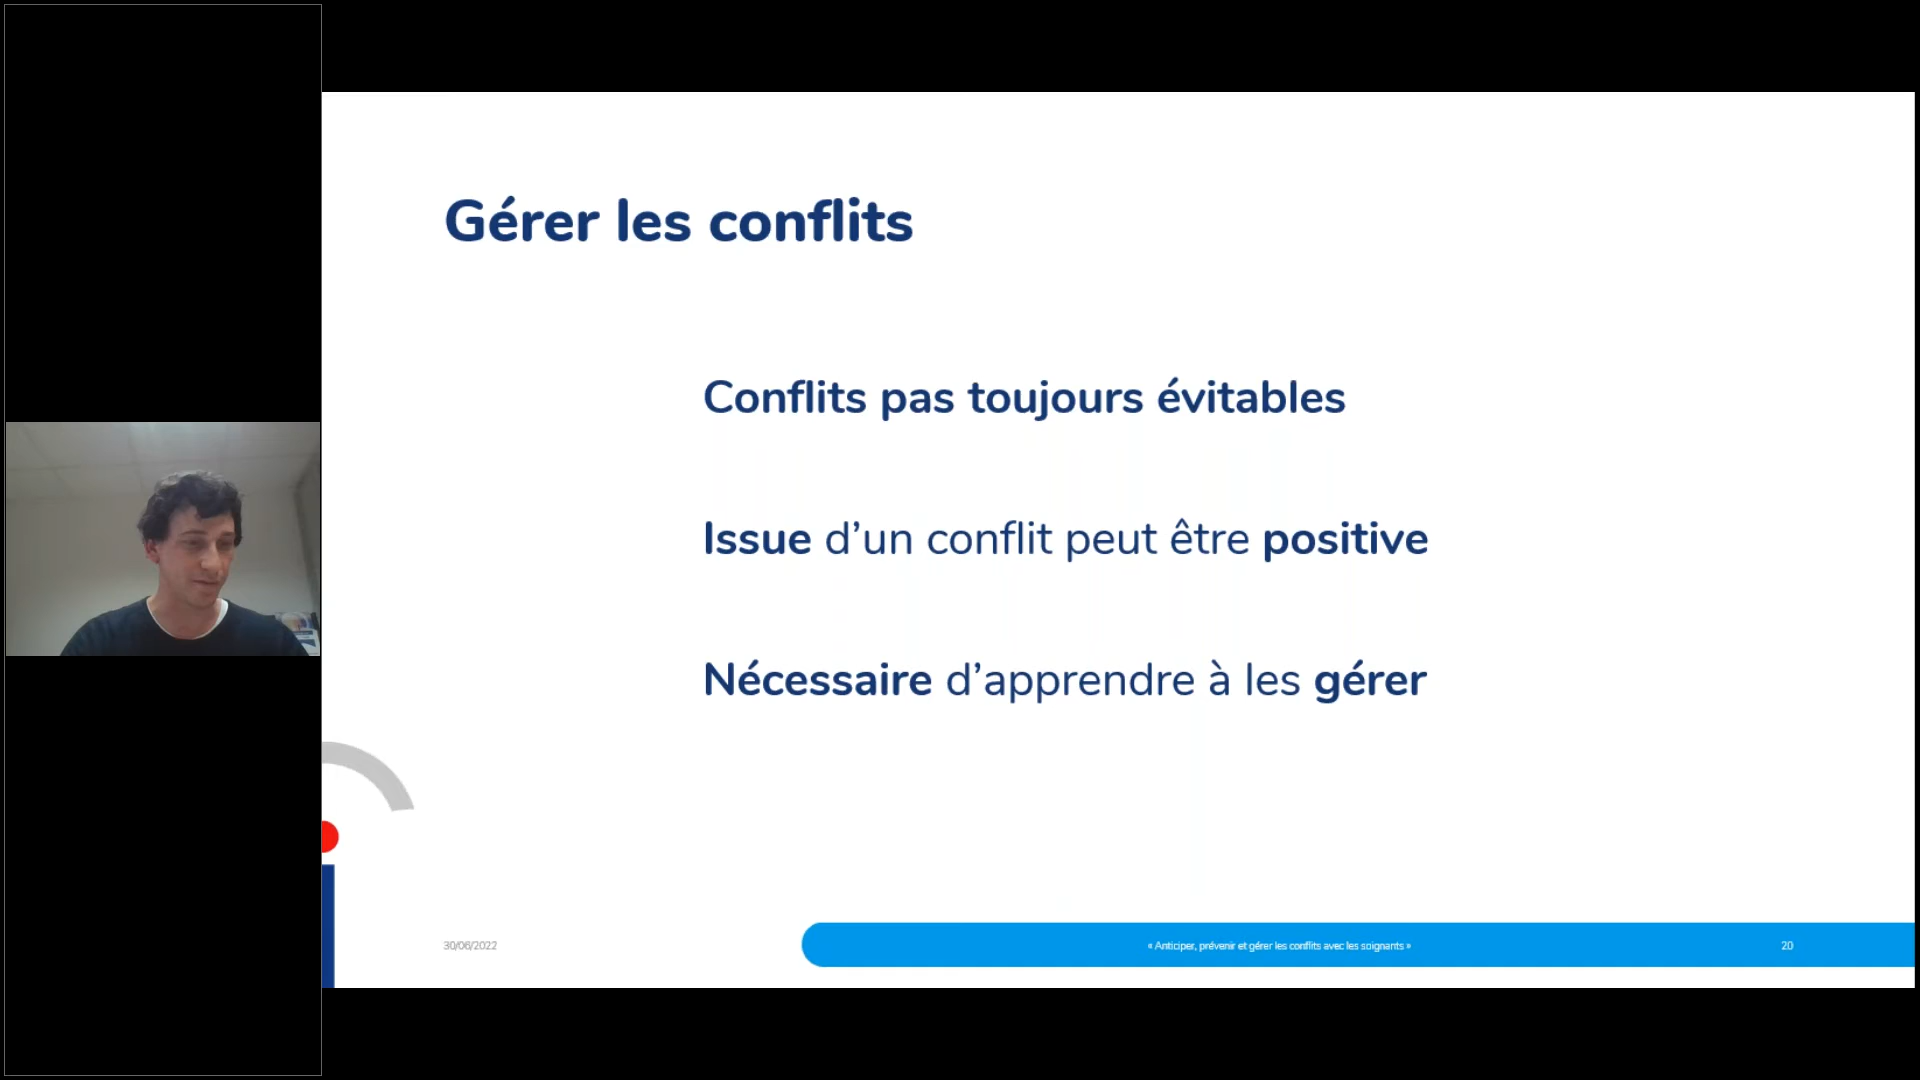 Gérer les conflits
Conflits pas toujours évitables
Issue d’un conflit peut être positive
Nécessaire d’apprendre à les gérer
30/06/2022
« Anticiper, prévenir et gérer les conflits avec les soignants »
20